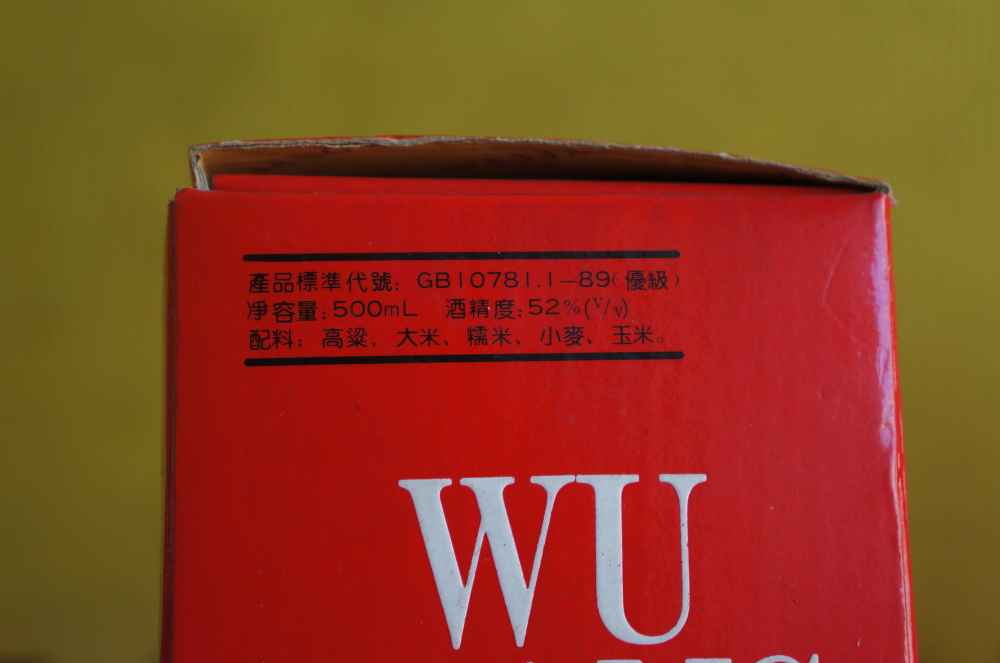 產品標準代號: GB10781.1-89(優級)
净容量:500mL 酒精度:52%(V/V)
配料: 高粱、大米、糯米、小麥、玉米。
WU